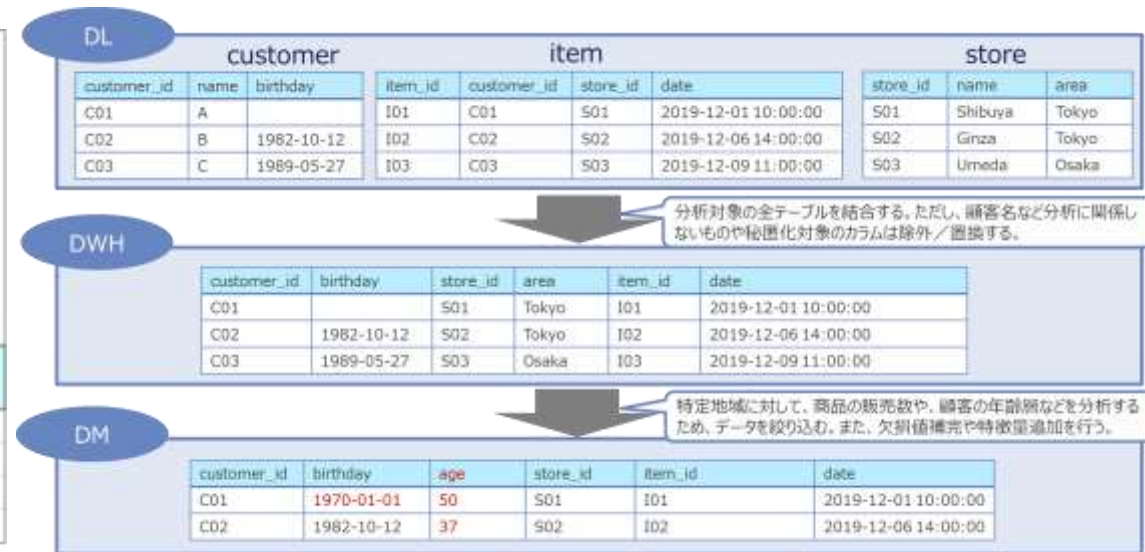 DL
customer item store
customer_id name birthday item_id customer_id store_id date store_id name area
C01 A I01 C01 S01 2019-12-01 10:00:00 S01 Shibuya Tokyo
C02 B 1982-10-12 I02 C02 S02 2019-12-06 14:00:00 S02 Ginza Tokyo
C03 C 1989-05-27 I03 C03 S03 2019-12-09 11:00:00 S03 Umeda Osaka
分析対象の全テーブルを結合する。ただし、顧客名など分析に関係し
ないものや秘匿化対象のカラムは除外／置換する。
DWH
customer_id birthday store_id area item_id date
C01 S01 Tokyo I01 2019-12-01 10:00:00
C02 1982-10-12 S02 Tokyo I02 2019-12-06 14:00:00
C03 1989-05-27 S03 Osaka I03 2019-12-09 11:00:00
特定地域に対して、商品の販売数や、顧客の年齢層などを分析する
ため、データを絞り込む。また、欠損値補完や特徴量追加を行う。
DM
customer_id birthday age store_id item_id date
C01 1970-01-01 50 S01 I01 2019-12-01 10:00:00
C02 1982-10-12 37 S02 I02 2019-12-06 14:00:00